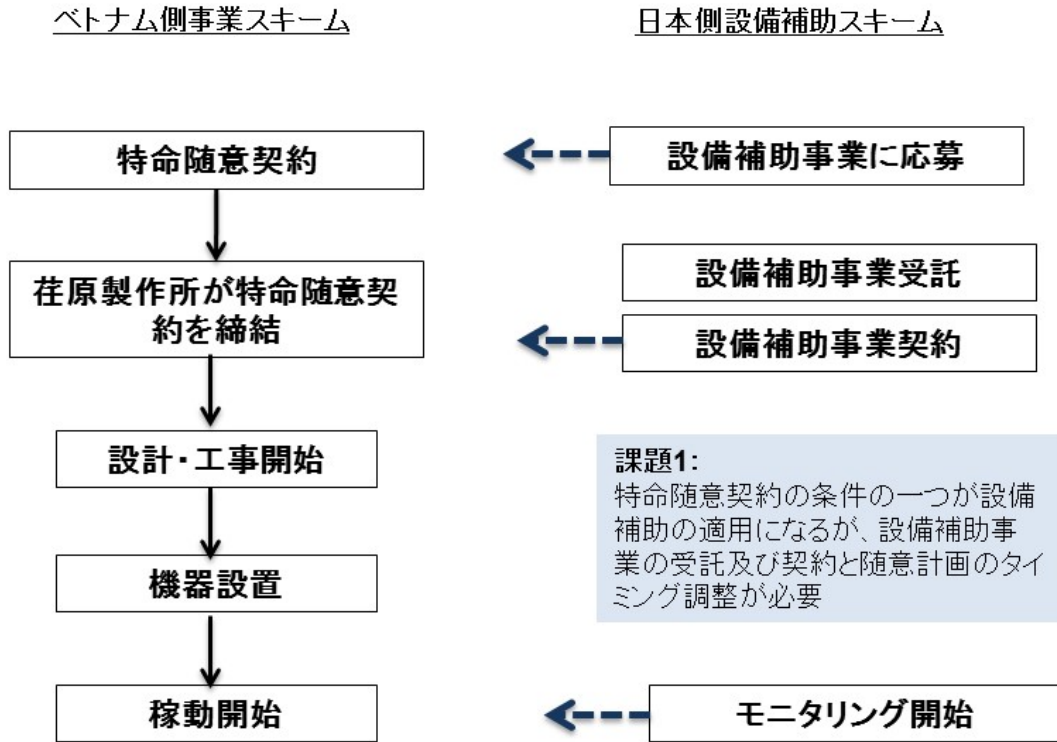 ベトナム側事業スキーム
日本側設備補助スキーム
特命随意契約
設備補助事業に応募
荏原製作所が特命随意契
約を締結
設備補助事業受託
設備補助事業契約
設計・工事開始
課題1:
特命随意契約の条件の一つが設備
補助の適用になるが、設備補助事
業の受託及び契約と随意計画のタイ
ミング調整が必要
機器設置
稼動開始
モニタリング開始